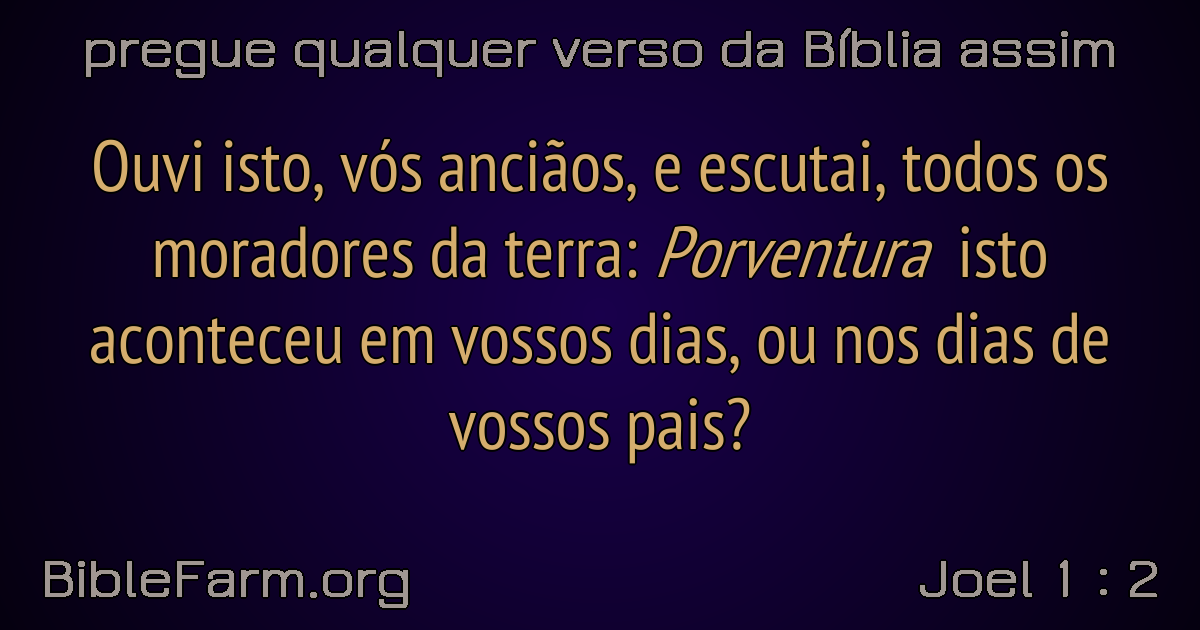 pregue qualquer verso da Bíblia assim
Ouvi isto, vós anciãos, e escutai, todos os
moradores da terra: Porventura isto
aconteceu em vossos dias, ou nos dias de
vossos pais?
BibleFarm.org
Joel 1 : 2